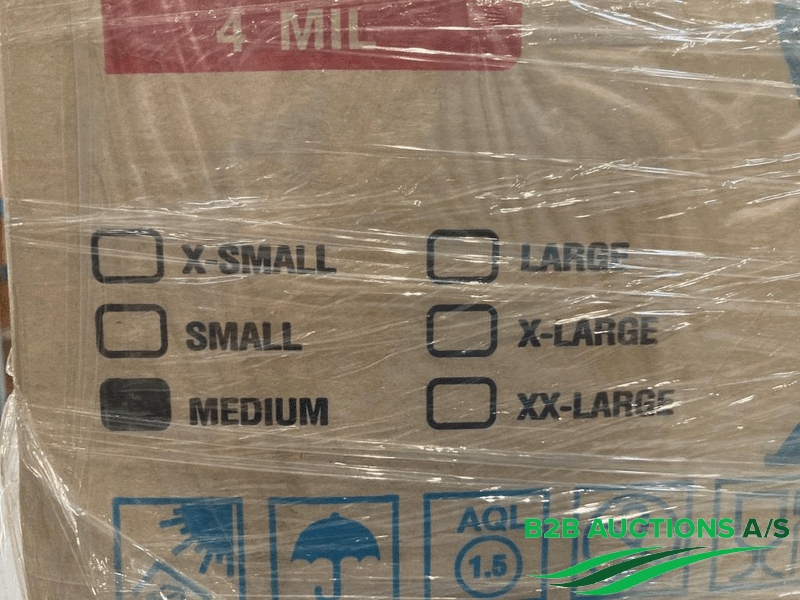 4 MIL
X-SMALL
LARGE
SMALL
X-LARGE
MEDIUM
XX-LARGE
AQL
1.5
B2B AUCTIONS A/S